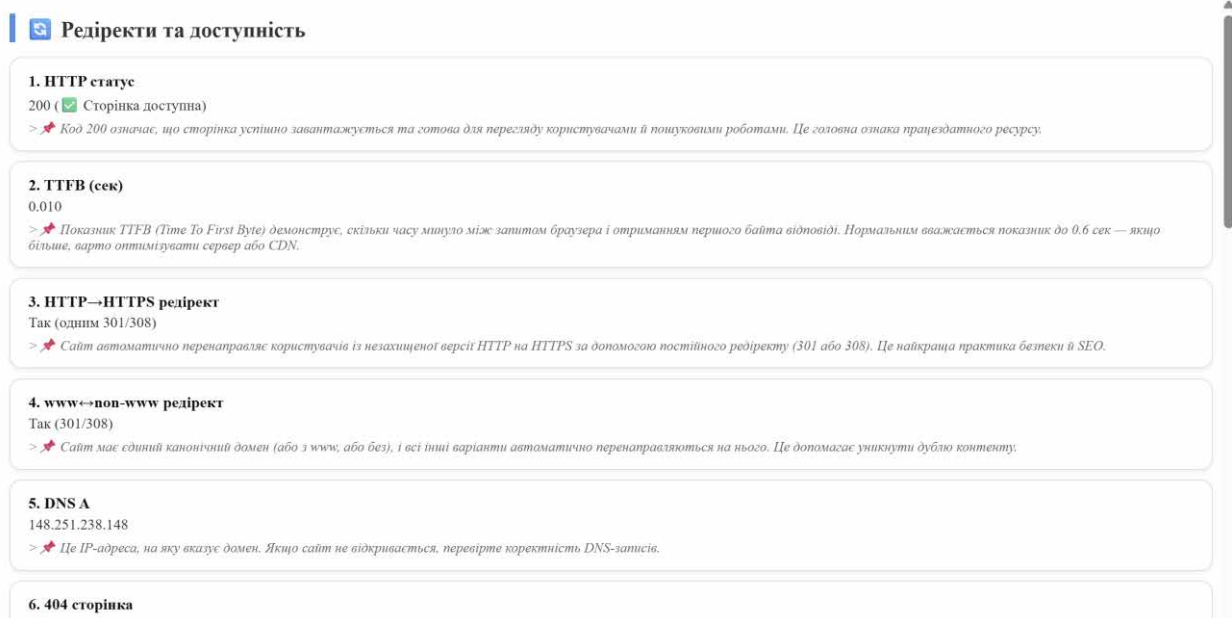 🔄 Редіректи та доступність
1. HTTP статус
200 (✅ Сторінка доступна)
> 📌 Код 200 означає, що сторінка успішно завантажується та готова для перегляду користувачами й пошуковими роботами. Це головна ознака працездатного ресурсу.
2. TTFB (сек)
0.010
> 📌 Показник TTFB (Time To First Byte) демонструє, скільки часу минуло між запитом браузера і отриманням першого байта відповіді. Нормальним вважається показник до 0.6 сек — якщо
більше, варто оптимізувати сервер або CDN.
3. HTTP→HTTPS редірект
Так (одним 301/308)
> 📌 Сайт автоматично перенаправляє користувачів із незахищеної версії HTTP на HTTPS за допомогою постійного редіректу (301 або 308). Це найкраща практика безпеки й SEO.
4. www↔non-www редірект
Так (301/308)
> 📌 Сайт має єдиний канонічний домен (або з www, або без), і всі інші варіанти автоматично перенаправляються на нього. Це допомагає уникнути дублю контенту.
5. DNS A
148.251.238.148
> 📌 Це IP-адреса, на яку вказує домен. Якщо сайт не відкривається, перевірте коректність DNS-записів.
6. 404 сторінка